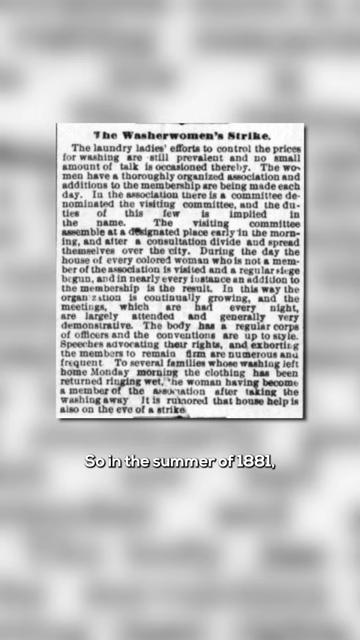 The Washerwomen's Strike.
The laundry ladies' efforts to control the prices
for washing are still prevalent and no small
amount of talk is occasioned thereby. The wo-
men have a thoroughly organized association and
additions to the membership are being made each
day. In the association there is a committee de-
nominated the visiting committee, and the du-
ties of this few is implied in
the name. The visiting committee
assemble at a designated place early in the morn-
ing, and after a consultation divide and spread
themselves over the city. During the day the
house of every colored woman who is not a mem-
ber of the association is visited and a regular siege
begun, and in nearly every instance an addition to
the membership is the result. In this way the
organization is continually growing, and the
meetings, which are had every night,
are largely attended and generally very
demonstrative. The body has a regular corps
of officers and the conventions are up to style.
Speeches advocating their rights, and exhorting
the members to remain firm are numerous and
frequent. To several families whose washing left
home Monday morning the clothing has been
returned ringing wet, the woman having become
a member of the association after taking the
washing away. It is rumored that house help is
also on the eve of a strike
So in the summer of 1881,